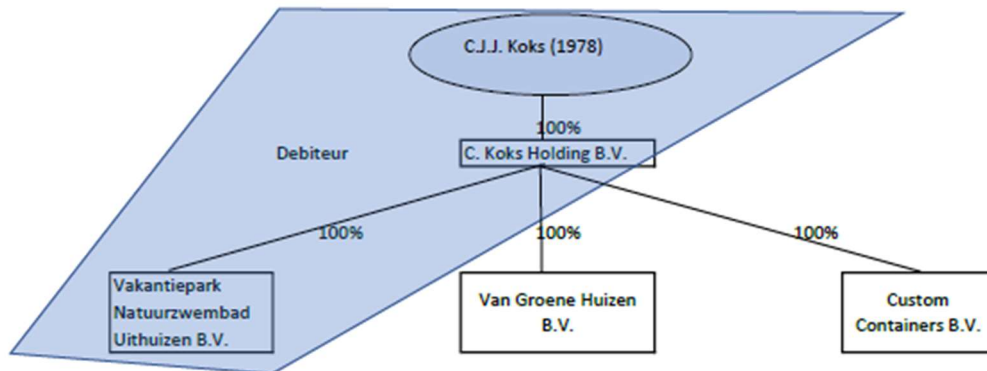 C.J.J. Koks (1978)
100%
Debiteur
C. Koks Holding B.V.
100%
100%
100%
Vakantiepark
Natuurzwembad
Uithuizen B.V.
Van Groene Huizen
B.V.
Custom
Containers B.V.